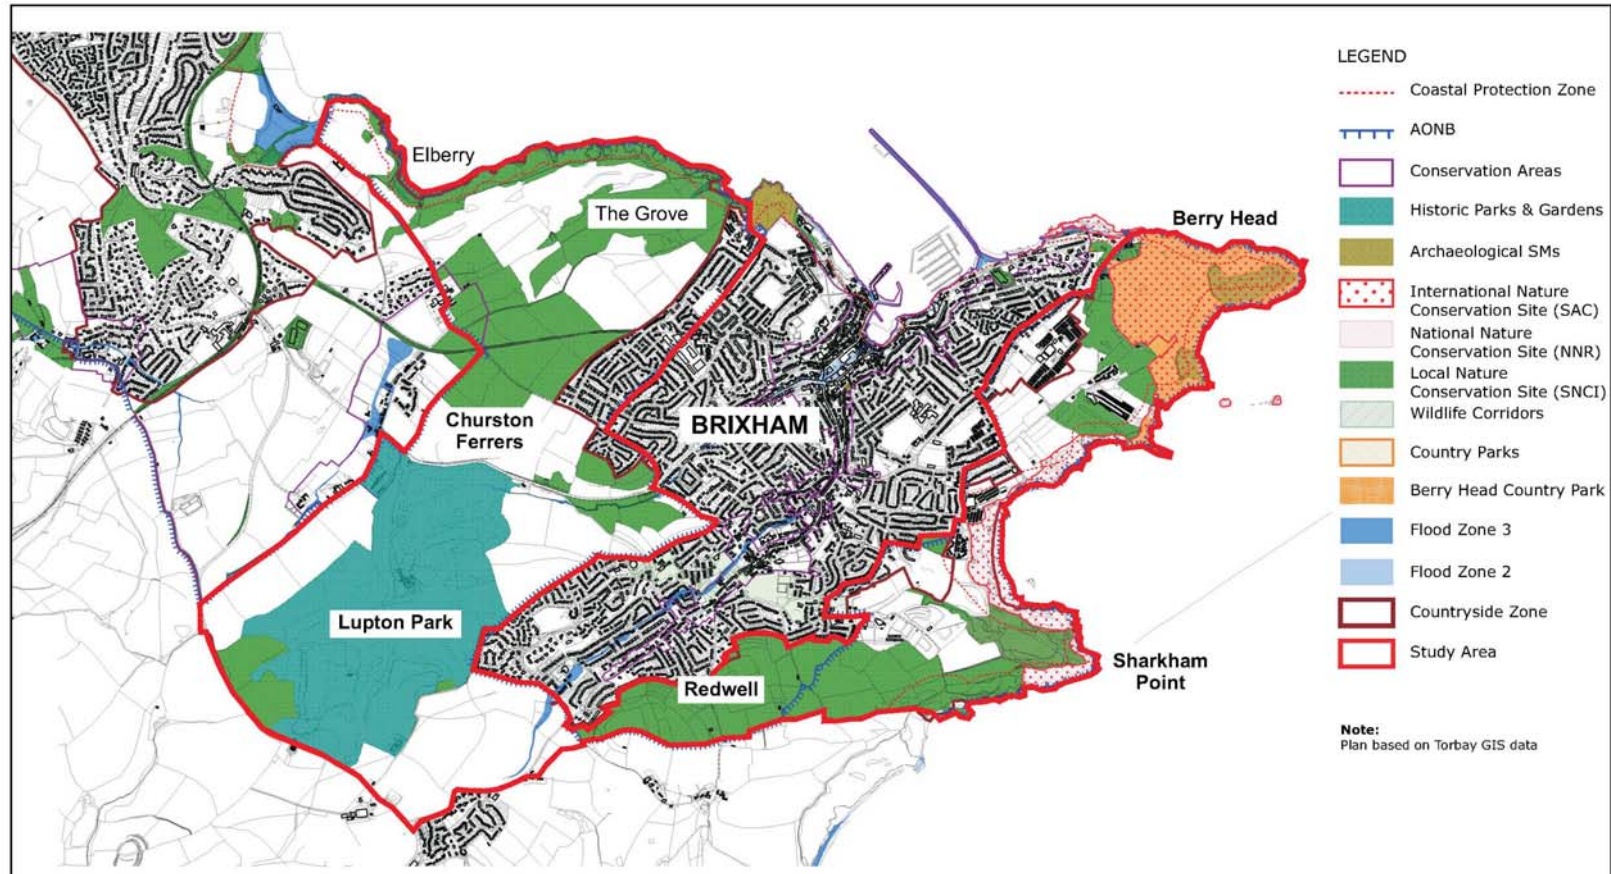 Elberry
The Grove
Berry Head
Churston
Ferrers
BRIXHAM
Lupton Park
Redwell
Sharkham
Point
LEGEND
Coastal Protection Zone
AONB
Conservation Areas
Historic Parks & Gardens
Archaeological SMs
International Nature
Conservation Site (SAC)
National Nature
Conservation Site (NNR)
Local Nature
Conservation Site (SNCI)
Wildlife Corridors
Country Parks
Berry Head Country Park
Flood Zone 3
Flood Zone 2
Countryside Zone
Study Area
Note:
Plan based on Torbay GIS data